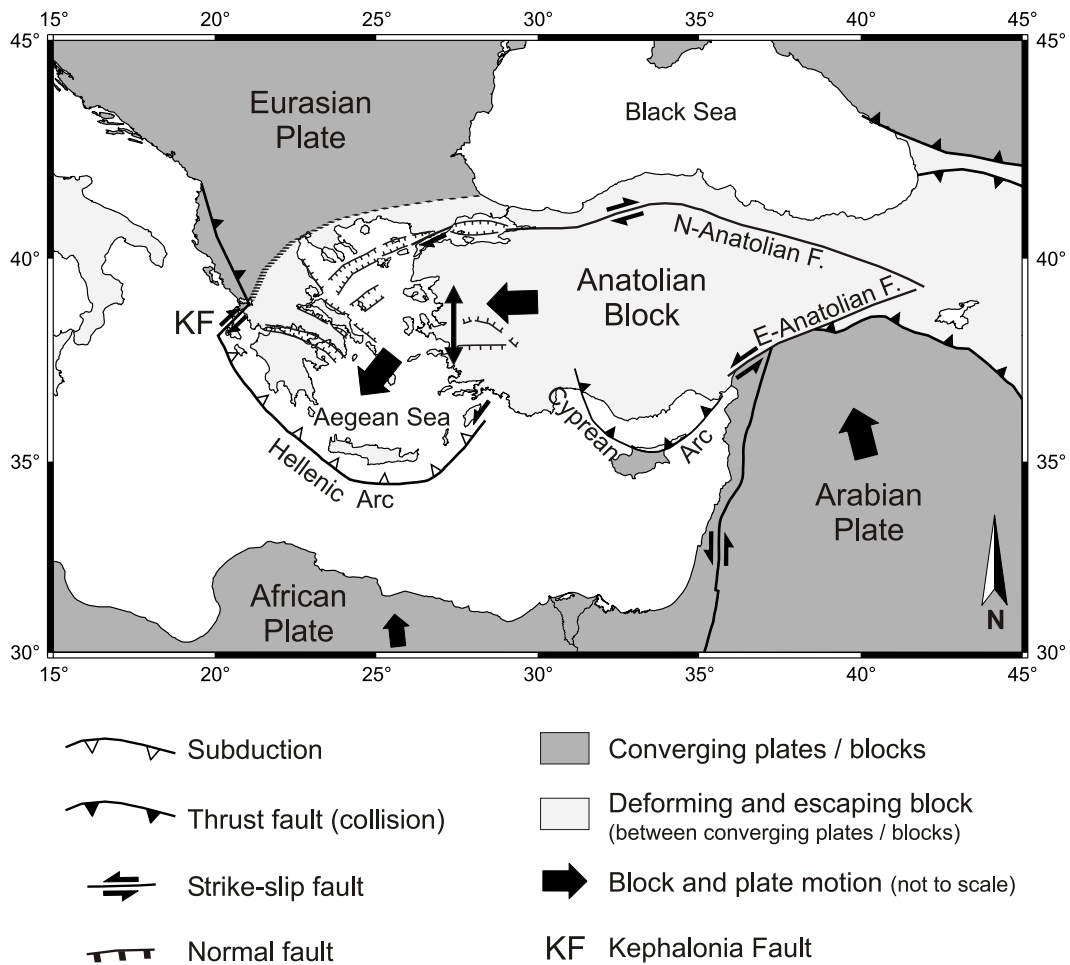 15° 20° 25° 30° 35° 40° 45°
45° 45°
Eurasian
Plate
Black Sea
40° 40°
N-Anatolian F.
Anatolian
Block
E-Anatolian F.
KF
Aegean Sea
Cyprean
Arc
Hellenic
Arc
35° 35°
Arabian
Plate
African
Plate
N
30° 30°
15° 20° 25° 30° 35° 40° 45°
Subduction
Thrust fault (collision)
Strike-slip fault
Normal fault
Converging plates / blocks
Deforming and escaping block
(between converging plates / blocks)
Block and plate motion (not to scale)
KF Kephalonia Fault